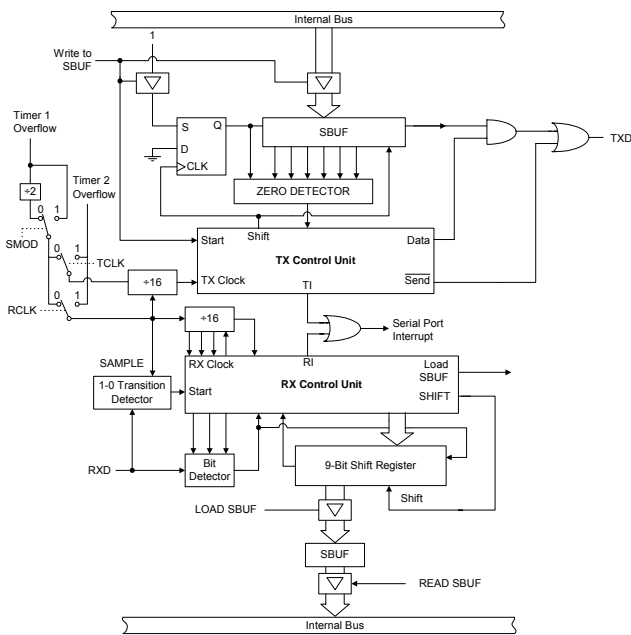 Internal Bus
1
Write to
SBUF
Timer 1
Overflow
S
Q
D
CLK
SBUF
TXD
÷2
Timer 2
Overflow
ZERO DETECTOR
0
1
SMOD
Shift
Start
Data
TX Control Unit
0
1
TCLK
÷16
TX Clock
Send
TI
0
1
RCLK
÷16
Serial Port
Interrupt
SAMPLE
RX Clock
RI
Load
SBUF
1-0 Transition
Detector
Start
RX Control Unit
SHIFT
RXD
Bit
Detector
9-Bit Shift Register
Shift
LOAD SBUF
SBUF
READ SBUF
Internal Bus